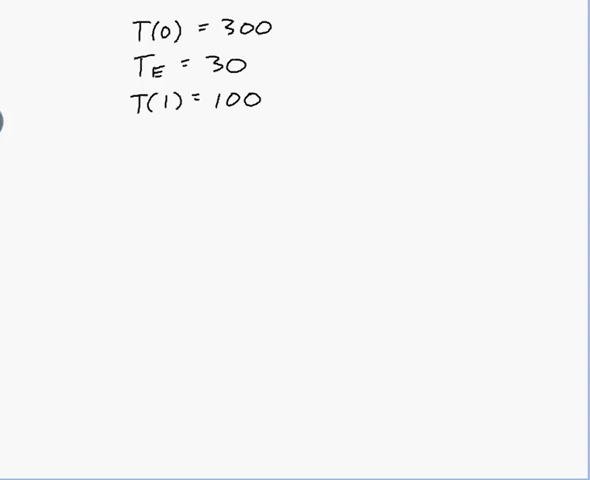 T(0) = 300
T_E = 30
T(1) = 100